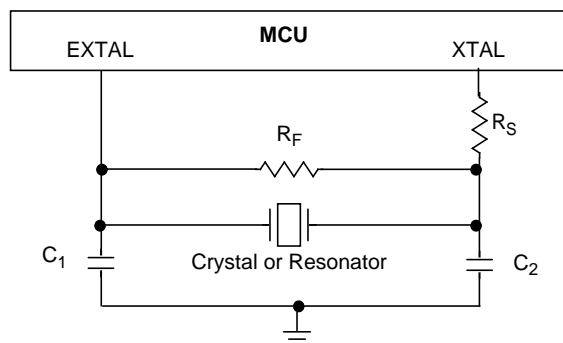 MCU
EXTAL XTAL
R_S
R_F
C_1
Crystal or Resonator
C_2